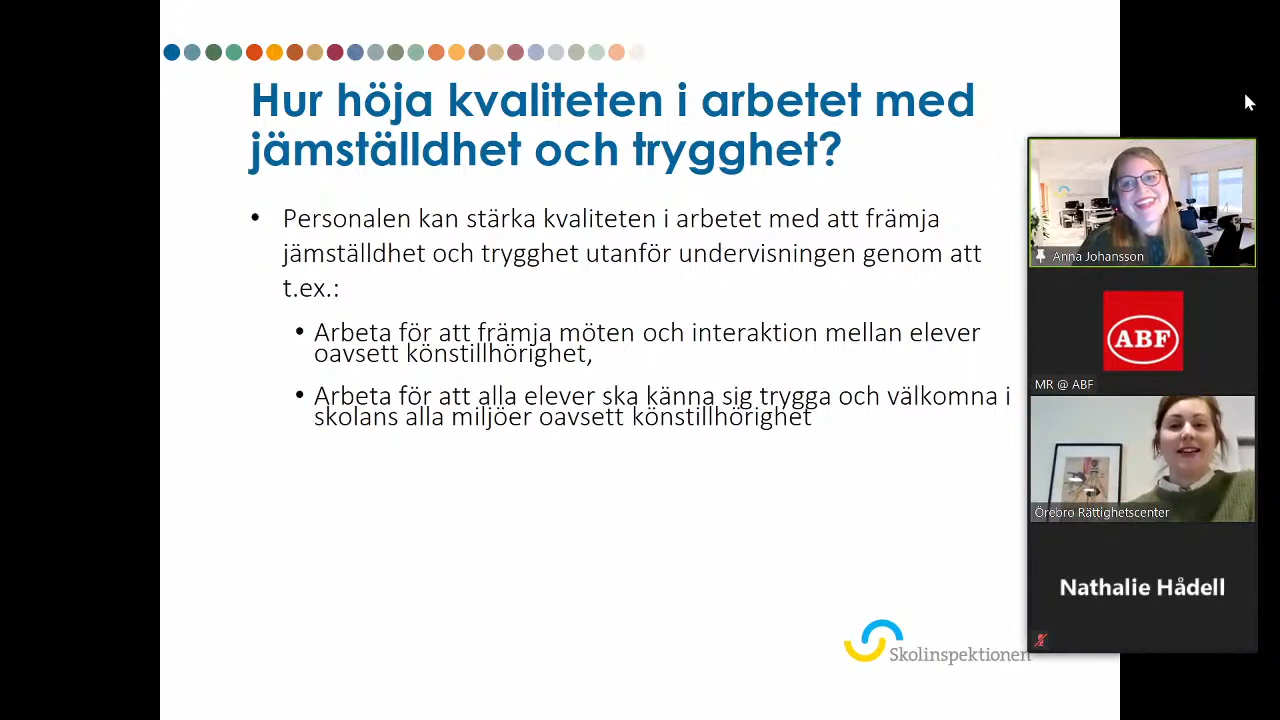 Hur höja kvaliteten i arbetet med
jämställdhet och trygghet?
• Personalen kan stärka kvaliteten i arbetet med att främja
jämställdhet och trygghet utanför undervisningen genom att
t.ex.:
• Arbeta för att främja möten och interaktion mellan elever
oavsett könstillhörighet,
• Arbeta för att alla elever ska känna sig trygga och välkomna i
skolans alla miljöer oavsett könstillhörighet
Skolinspektionen
Anna Johansson
ABF
MR @ ABF
Örebro Rättighetscenter
Nathalie Hådell